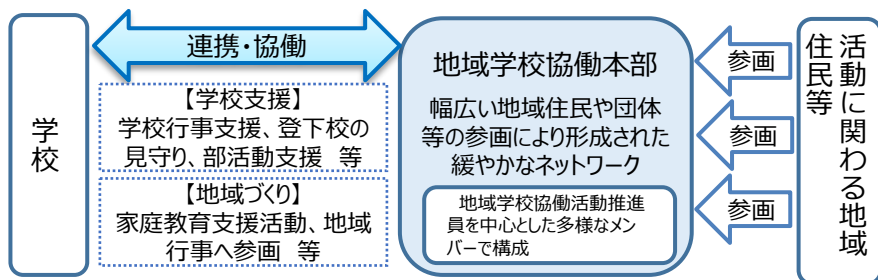 学校
連携・協働
【学校支援】
学校行事支援、登下校の
見守り、部活動支援 等
【地域づくり】
家庭教育支援活動、地域
行事へ参画 等
地域学校協働本部
幅広い地域住民や団体
等の参画により形成された
緩やかなネットワーク
地域学校協働活動推進
員を中心とした多様なメン
バーで構成
参画
参画
参画
活動に関わる地域
住民等